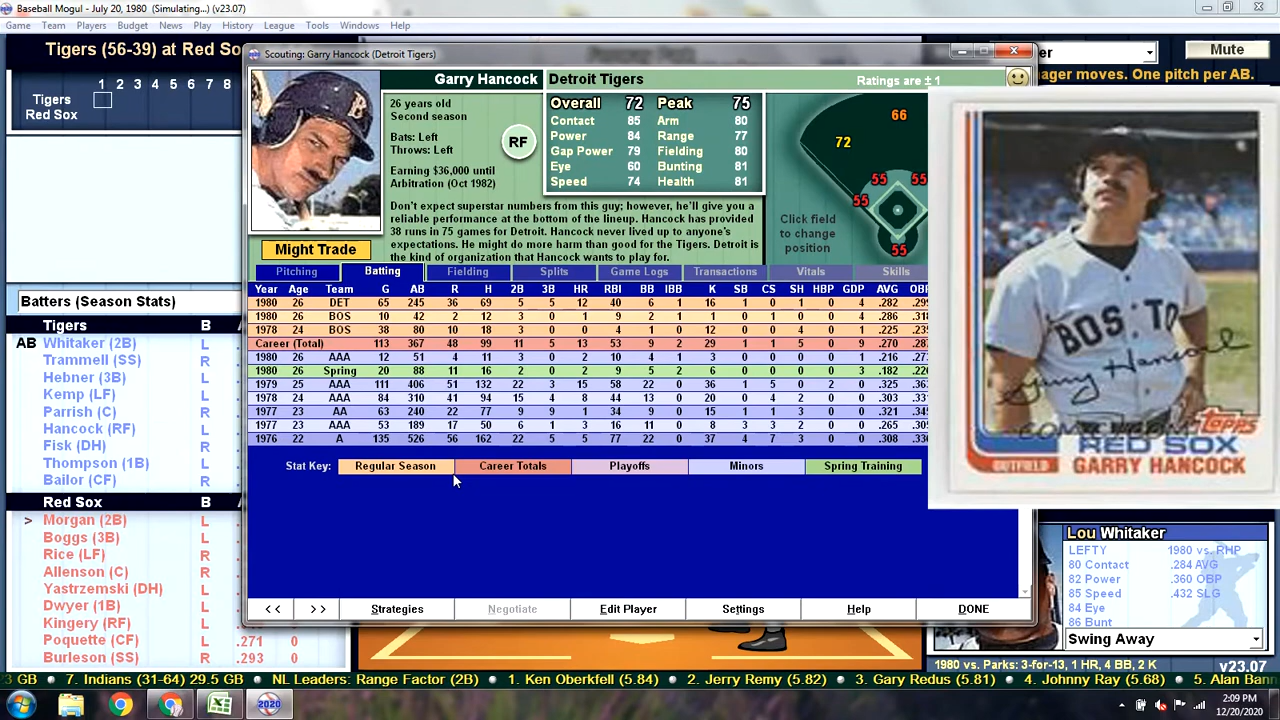 Baseball Mogul - July 20, 1980 (Simulating...) (v23.07)
Game Team Players Budget News Play History League Tools Windows Help
Tigers (56-39) at Red So
1 2 3 4 5 6 7 8
Tigers
Red Sox
Mute
nager moves. One pitch per AB.
Scouting: Garry Hancock (Detroit Tigers)
Garry Hancock
Detroit Tigers
Ratings are ± 1
26 years old
Second season
Bats: Left
Throws: Left
Earning $36,000 until
Arbitration (Oct 1982)
RF
Overall 72 Peak 75
Contact 85 Arm 80
Power 84 Range 77
Gap Power 79 Fielding 80
Eye 60 Bunting 81
Speed 74 Health 81
66
72
55 55
55
55
Click field
to change
position
Don't expect superstar numbers from this guy; however, he'll give you a
reliable performance at the bottom of the lineup. Hancock has provided
38 runs in 75 games for Detroit. Hancock never lived up to anyone's
expectations. He might do more harm than good for the Tigers. Detroit is
the kind of organization that Hancock wants to play for.
Might Trade
Pitching Batting Fielding Splits Game Logs Transactions Vitals Skills
Year Age Team G AB R H 2B 3B HR RBI BB IBB K SB CS SH HBP GDP AVG OBP
1980 26 DET 65 245 36 69 5 5 12 40 6 1 16 1 0 1 0 4 .282 .299
1980 26 BOS 10 42 2 12 3 0 1 9 2 1 1 0 1 0 0 4 .286 .318
1978 24 BOS 38 80 10 18 3 0 0 4 1 0 12 0 0 4 0 1 .225 .235
Career (Total) 113 367 48 99 11 5 13 53 9 2 29 1 1 5 0 9 .270 .287
1980 26 AAA 12 51 4 11 3 0 2 10 4 1 3 0 0 0 0 1 .216
1980 26 Spring 20 88 11 16 2 0 2 9 5 2 6 0 0 0 0 3 .182
1979 25 AAA 111 406 51 132 22 3 15 58 22 0 36 1 5 0 2 0 .325
1978 24 AAA 84 310 41 94 15 4 8 44 13 0 20 0 4 2 0 0 .303
1977 23 AA 63 240 22 77 9 9 1 34 9 0 15 1 1 3 0 0 .321
1977 23 AAA 53 189 17 50 6 1 3 16 11 0 8 3 3 2 0 0 .265
1976 22 A 135 526 56 162 22 5 5 77 22 0 37 4 7 3 0 0 .308
Stat Key: Regular Season Career Totals Playoffs Minors Spring Training
<< >> Strategies Negotiate Edit Player Settings Help DONE
Batters (Season Stats)
Tigers B
AB Whitaker (2B) L
Trammell (SS) R
Hebner (3B) L
Kemp (LF) L
Parrish (C) R
Hancock (RF) L
Fisk (DH) R
Thompson (1B) L
Bailor (CF) R
Red Sox B
> Morgan (2B) L
Boggs (3B) L
Rice (LF) R
Allenson (C) R
Yastrzemski (DH) L
Dwyer (1B) L
Kingery (RF) L
Poquette (CF) L .271 0
Burleson (SS) R .293 0
BOSTO
Garry Hancock
Topps
RED SOX
OUTFIELD
GARRY HANCOCK
Lou Whitaker
LEFTY 1980 vs. RHP
80 Contact .284 AVG
82 Power .360 OBP
85 Speed .432 SLG
84 Eye
86 Bunt
Swing Away
1980 vs. Parks: 3-for-13, 1 HR, 4 BB, 2 K
v23.07
3 GB 7. Indians (31-64) 29.5 GB NL Leaders: Range Factor (2B) 1. Ken Oberkfell (5.84) 2. Jerry Remy (5.82) 3. Gary Redus (5.81) 4. Johnny Ray (5.68) 5. Alan Bann
2020
2:09 PM
12/20/2020